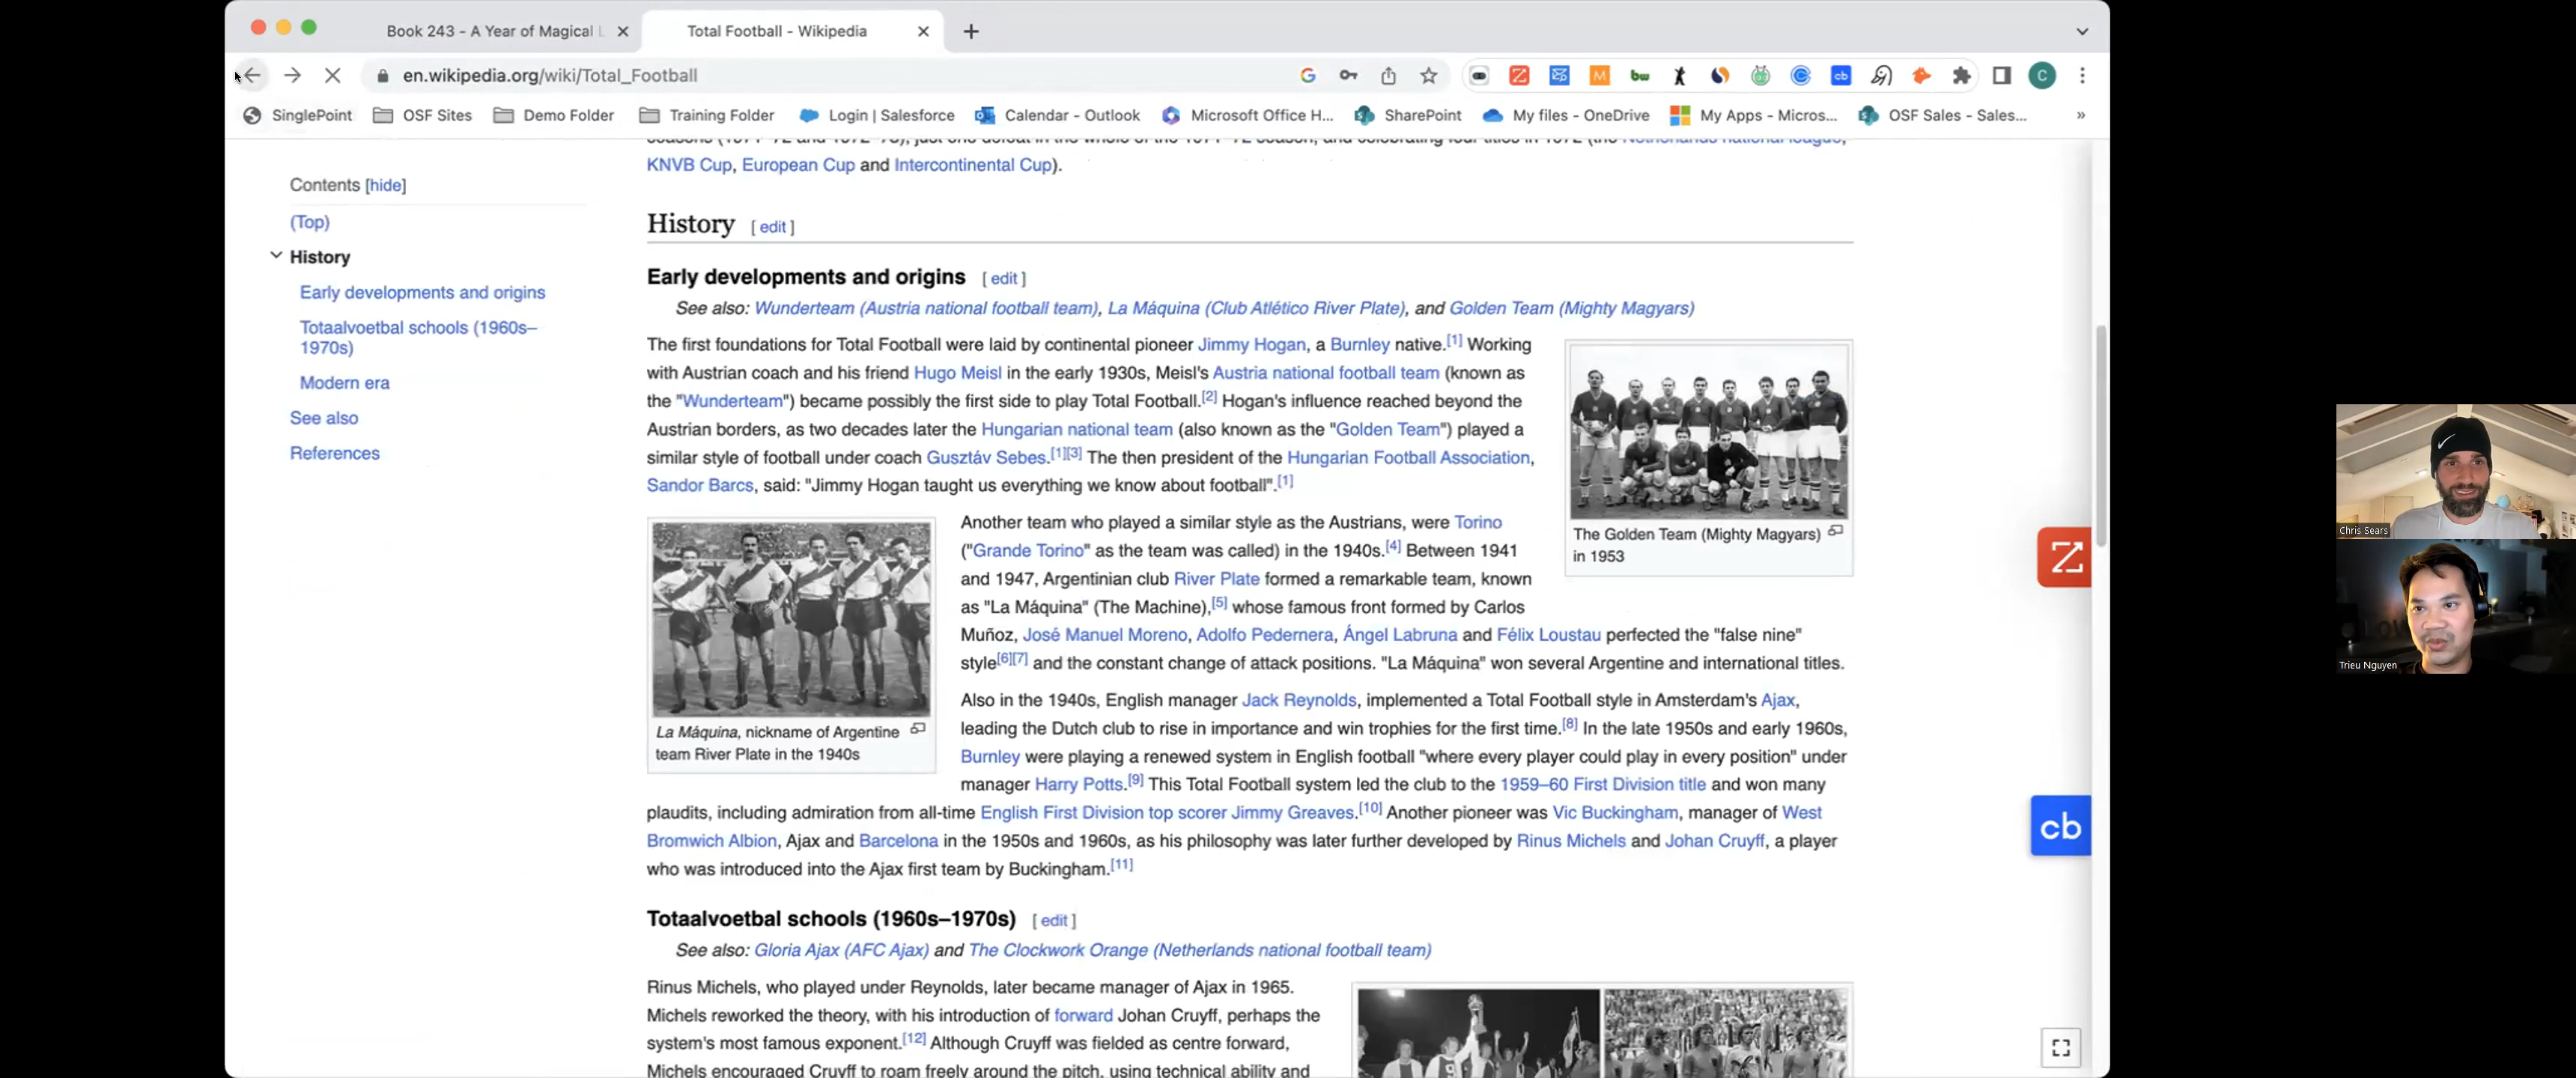 Book 243 - A Year of Magical L
Total Football - Wikipedia
en.wikipedia.org/wiki/Total_Football
M
bw
cb
C
SinglePoint
OSF Sites
Demo Folder
Training Folder
Login | Salesforce
Calendar - Outlook
Microsoft Office H...
SharePoint
My files - OneDrive
My Apps - Micros...
OSF Sales - Sales...
»
Contents [hide]
(Top)
History
Early developments and origins
Totaalvoetbal schools (1960s–
1970s)
Modern era
See also
References
KNVB Cup, European Cup and Intercontinental Cup).
History [ edit ]
Early developments and origins [ edit ]
See also: Wunderteam (Austria national football team), La Máquina (Club Atlético River Plate), and Golden Team (Mighty Magyars)
The first foundations for Total Football were laid by continental pioneer Jimmy Hogan, a Burnley native.[1] Working
with Austrian coach and his friend Hugo Meisl in the early 1930s, Meisl's Austria national football team (known as
the "Wunderteam") became possibly the first side to play Total Football.[2] Hogan's influence reached beyond the
Austrian borders, as two decades later the Hungarian national team (also known as the "Golden Team") played a
similar style of football under coach Gusztáv Sebes.[1][3] The then president of the Hungarian Football Association,
Sandor Barcs, said: "Jimmy Hogan taught us everything we know about football".[1]
The Golden Team (Mighty Magyars)
in 1953
La Máquina, nickname of Argentine
team River Plate in the 1940s
Another team who played a similar style as the Austrians, were Torino
("Grande Torino" as the team was called) in the 1940s.[4] Between 1941
and 1947, Argentinian club River Plate formed a remarkable team, known
as "La Máquina" (The Machine),[5] whose famous front formed by Carlos
Muñoz, José Manuel Moreno, Adolfo Pedernera, Ángel Labruna and Félix Loustau perfected the "false nine"
style[6][7] and the constant change of attack positions. "La Máquina" won several Argentine and international titles.
Also in the 1940s, English manager Jack Reynolds, implemented a Total Football style in Amsterdam's Ajax,
leading the Dutch club to rise in importance and win trophies for the first time.[8] In the late 1950s and early 1960s,
Burnley were playing a renewed system in English football "where every player could play in every position" under
manager Harry Potts.[9] This Total Football system led the club to the 1959–60 First Division title and won many
plaudits, including admiration from all-time English First Division top scorer Jimmy Greaves.[10] Another pioneer was Vic Buckingham, manager of West
Bromwich Albion, Ajax and Barcelona in the 1950s and 1960s, as his philosophy was later further developed by Rinus Michels and Johan Cruyff, a player
who was introduced into the Ajax first team by Buckingham.[11]
Totaalvoetbal schools (1960s–1970s) [ edit ]
See also: Gloria Ajax (AFC Ajax) and The Clockwork Orange (Netherlands national football team)
Rinus Michels, who played under Reynolds, later became manager of Ajax in 1965.
Michels reworked the theory, with his introduction of forward Johan Cruyff, perhaps the
system's most famous exponent.[12] Although Cruyff was fielded as centre forward,
Michels encouraged Cruyff to roam freely around the pitch, using technical ability and
cb
Chris Sears
Trieu Nguyen